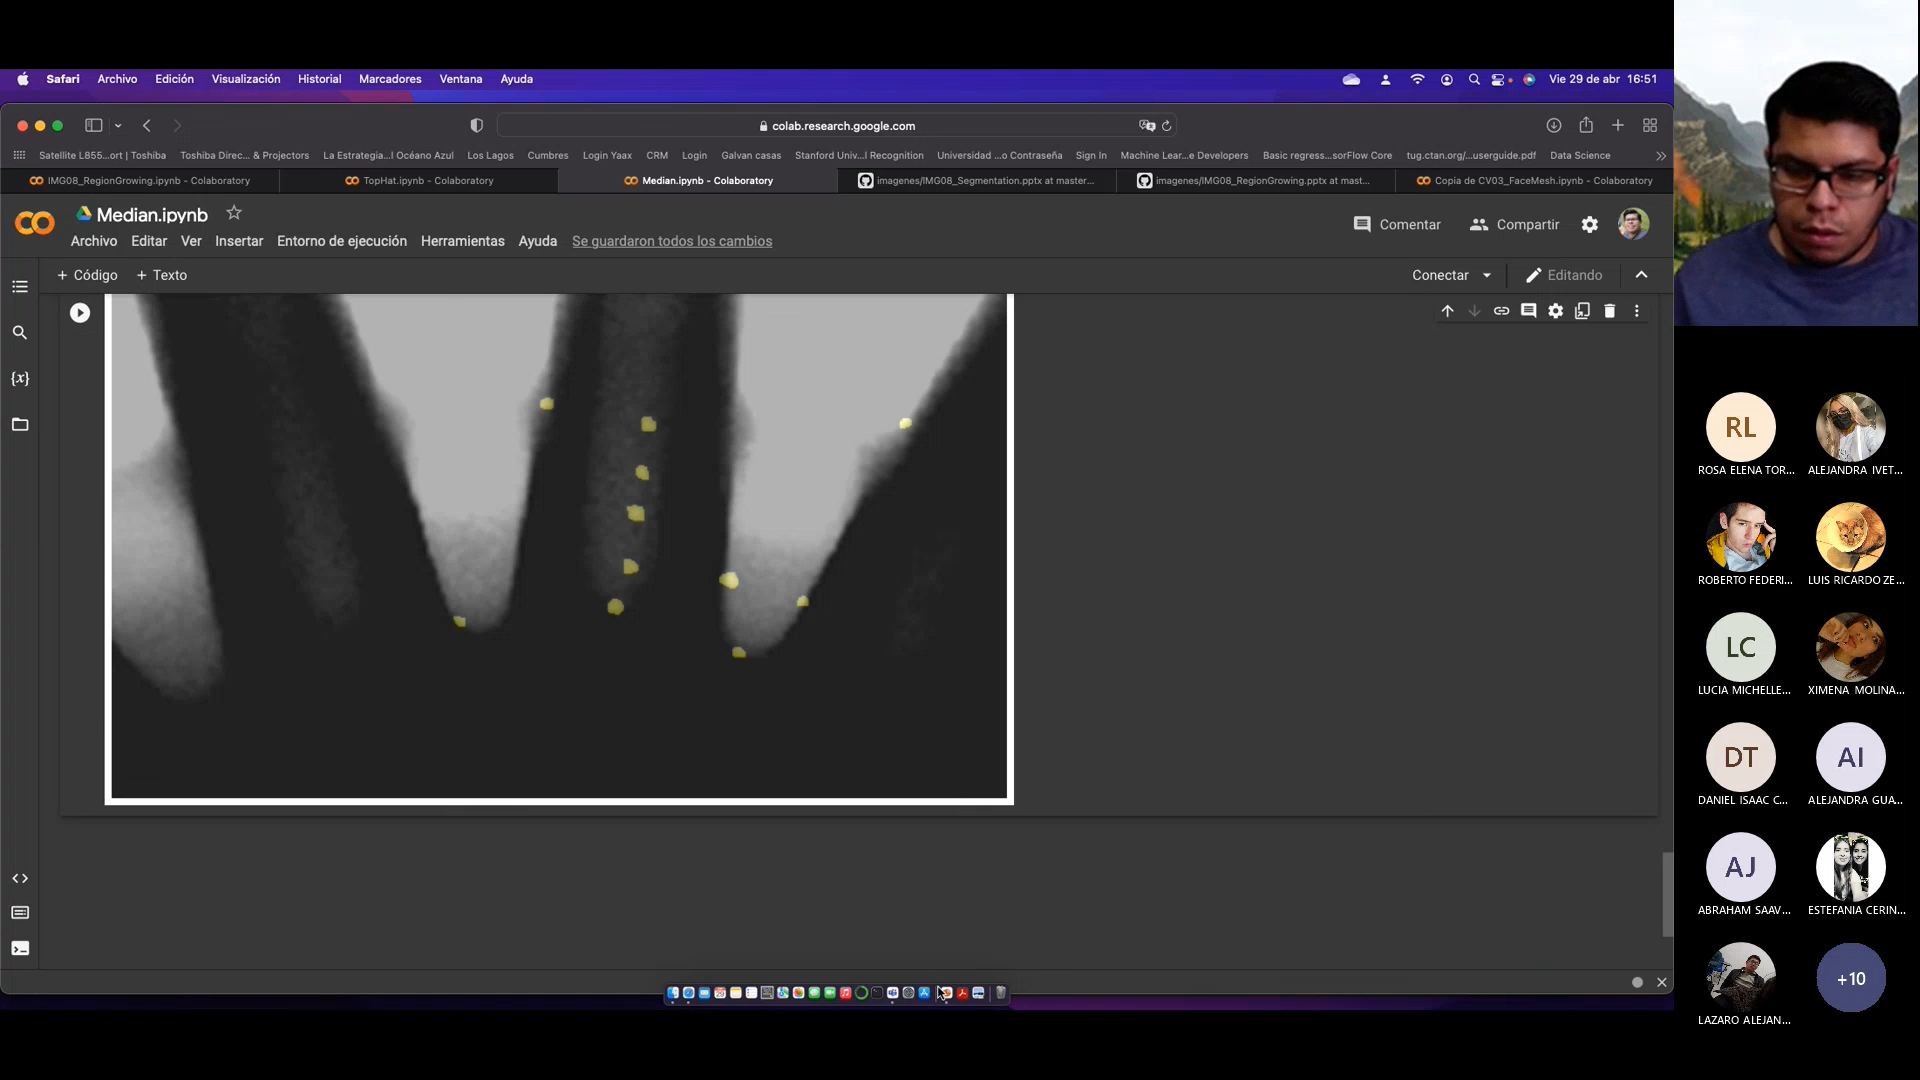 Safari Archivo Edición Visualización Historial Marcadores Ventana Ayuda Vie 29 de abr 16:51
colab.research.google.com
Satellite L855...ort | Toshiba Toshiba Direc... & Projectors La Estrategia...l Océano Azul Los Lagos Cumbres Login Yaax CRM Login Galvan casas Stanford Univ...l Recognition Universidad ...o Contraseña Sign In Machine Lear...e Developers Basic regress...sorFlow Core tug.ctan.org/...userguide.pdf Data Science
IMG08_RegionGrowing.ipynb - Colaboratory TopHat.ipynb - Colaboratory Median.ipynb - Colaboratory imagenes/IMG08_Segmentation.pptx at master... imagenes/IMG08_RegionGrowing.pptx at mast... Copia de CV03_FaceMesh.ipynb - Colaboratory
Median.ipynb
Comentar Compartir
Archivo Editar Ver Insertar Entorno de ejecución Herramientas Ayuda Se guardaron todos los cambios
+ Código + Texto Conectar Editando
{x}
RL
ROSA ELENA TOR... ALEJANDRA IVET...
ROBERTO FEDERI... LUIS RICARDO ZE...
LC
LUCIA MICHELLE... XIMENA MOLINA...
DT AI
DANIEL ISAAC C... ALEJANDRA GUA...
AJ
ABRAHAM SAAV... ESTEFANIA CERIN...
+10
LAZARO ALEJAN...